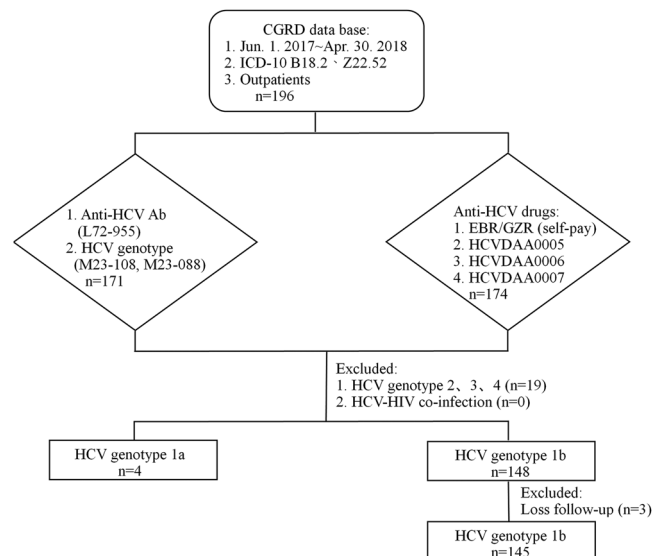 CGRD data base:
1. Jun. 1. 2017~Apr. 30. 2018
2. ICD-10 B18.2、Z22.52
3. Outpatients
n=196
1. Anti-HCV Ab
(L72-955)
2. HCV genotype
(M23-108, M23-088)
n=171
Anti-HCV drugs:
1. EBR/GZR (self-pay)
2. HCVDAA0005
3. HCVDAA0006
4. HCVDAA0007
n=174
Excluded:
1. HCV genotype 2、3、4 (n=19)
2. HCV-HIV co-infection (n=0)
HCV genotype 1a
n=4
HCV genotype 1b
n=148
Excluded:
Loss follow-up (n=3)
HCV genotype 1b
n=145